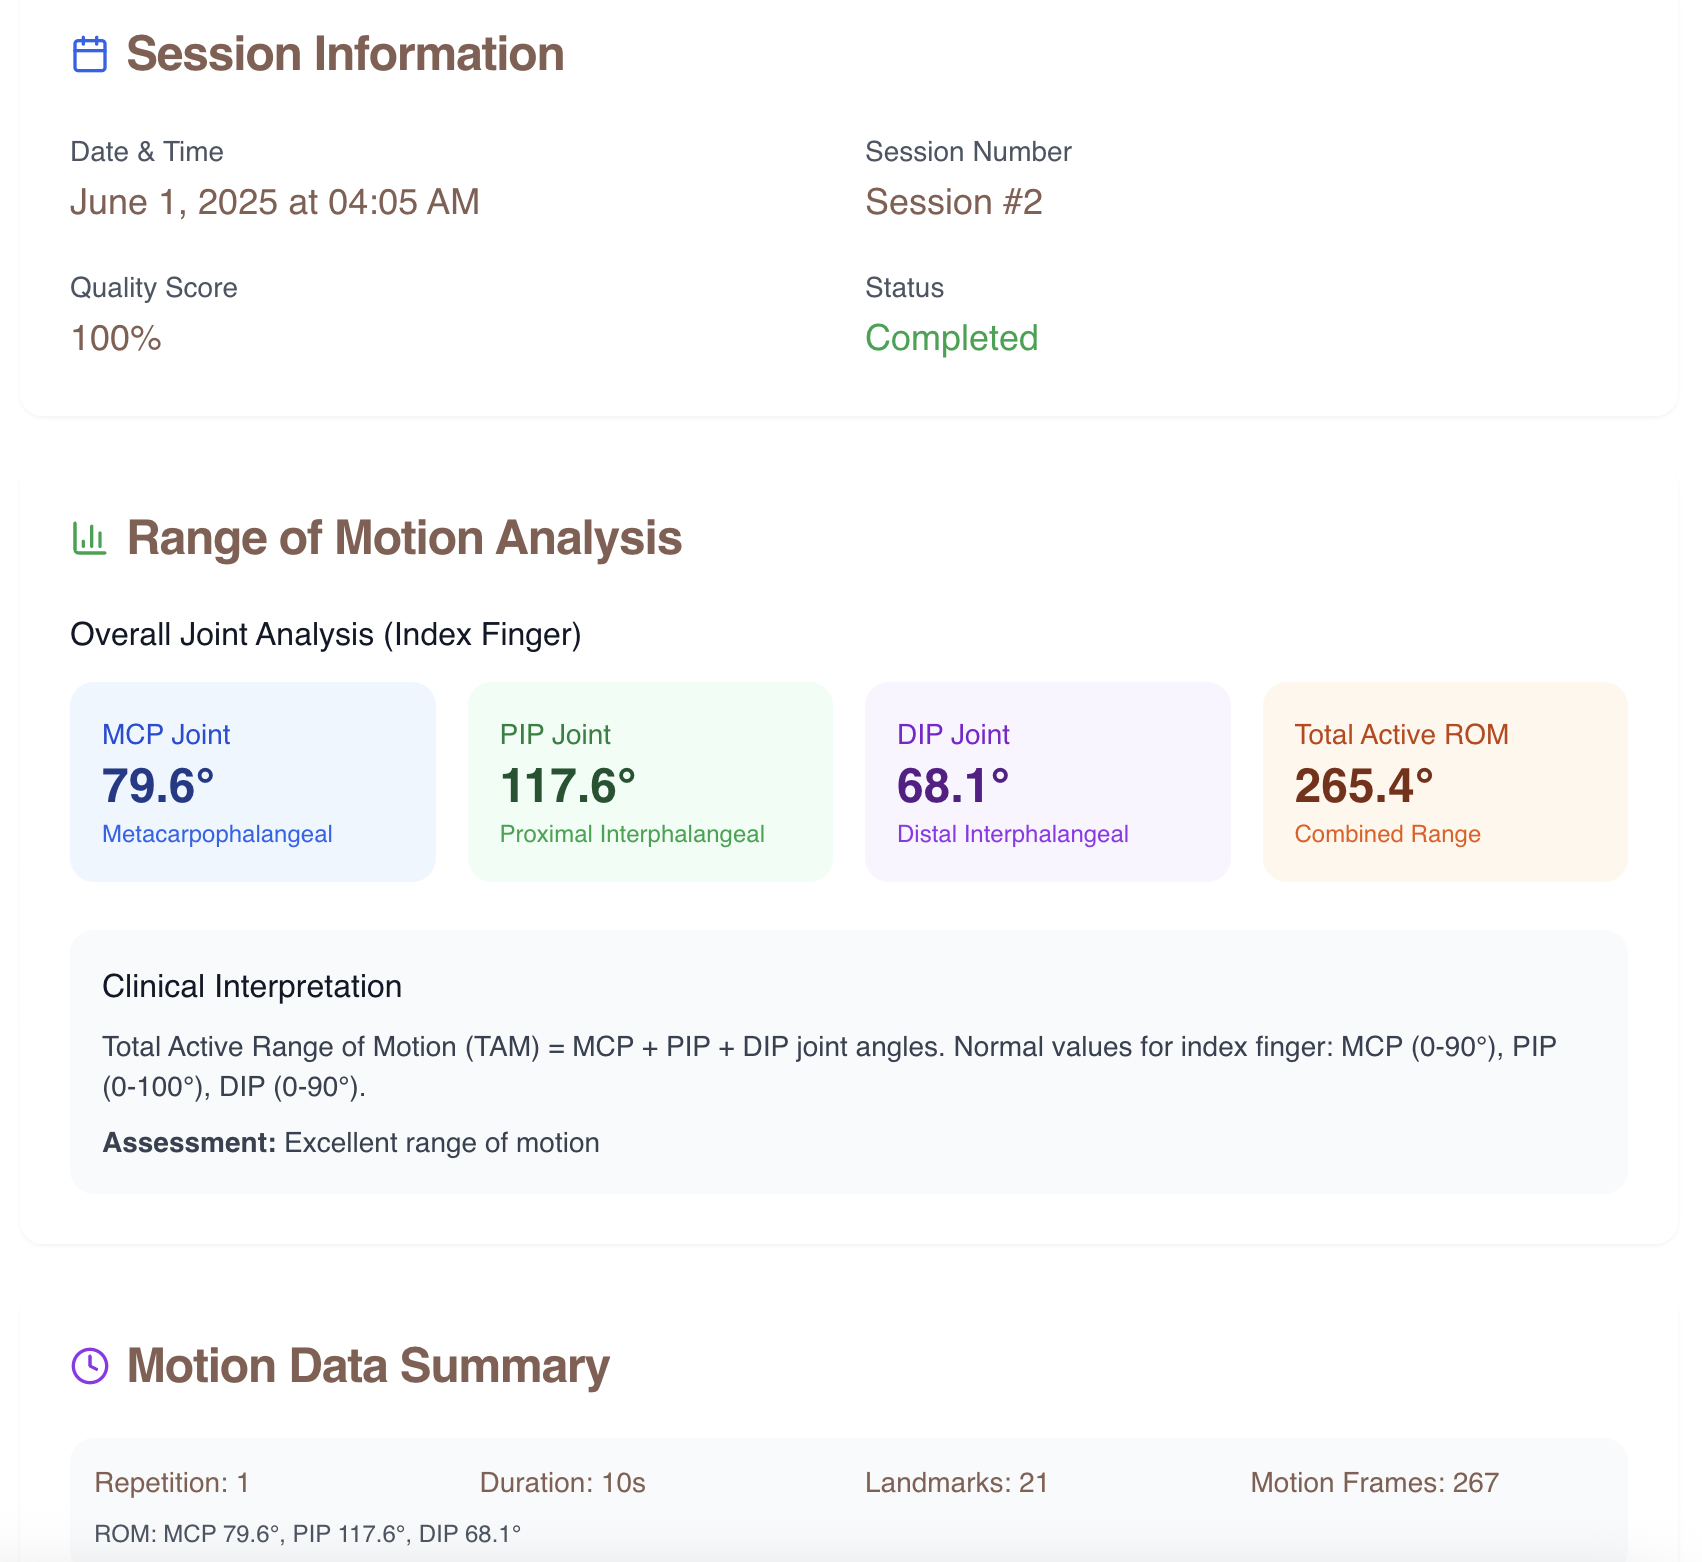 Session Information
Date & Time
June 1, 2025 at 04:05 AM
Session Number
Session #2
Quality Score
100%
Status
Completed
Range of Motion Analysis
Overall Joint Analysis (Index Finger)
MCP Joint
79.6°
Metacarpophalangeal
PIP Joint
117.6°
Proximal Interphalangeal
DIP Joint
68.1°
Distal Interphalangeal
Total Active ROM
265.4°
Combined Range
Clinical Interpretation
Total Active Range of Motion (TAM) = MCP + PIP + DIP joint angles. Normal values for index finger: MCP (0-90°), PIP
(0-100°), DIP (0-90°).
Assessment: Excellent range of motion
Motion Data Summary
Repetition: 1
Duration: 10s
Landmarks: 21
Motion Frames: 267
ROM: MCP 79.6°, PIP 117.6°, DIP 68.1°